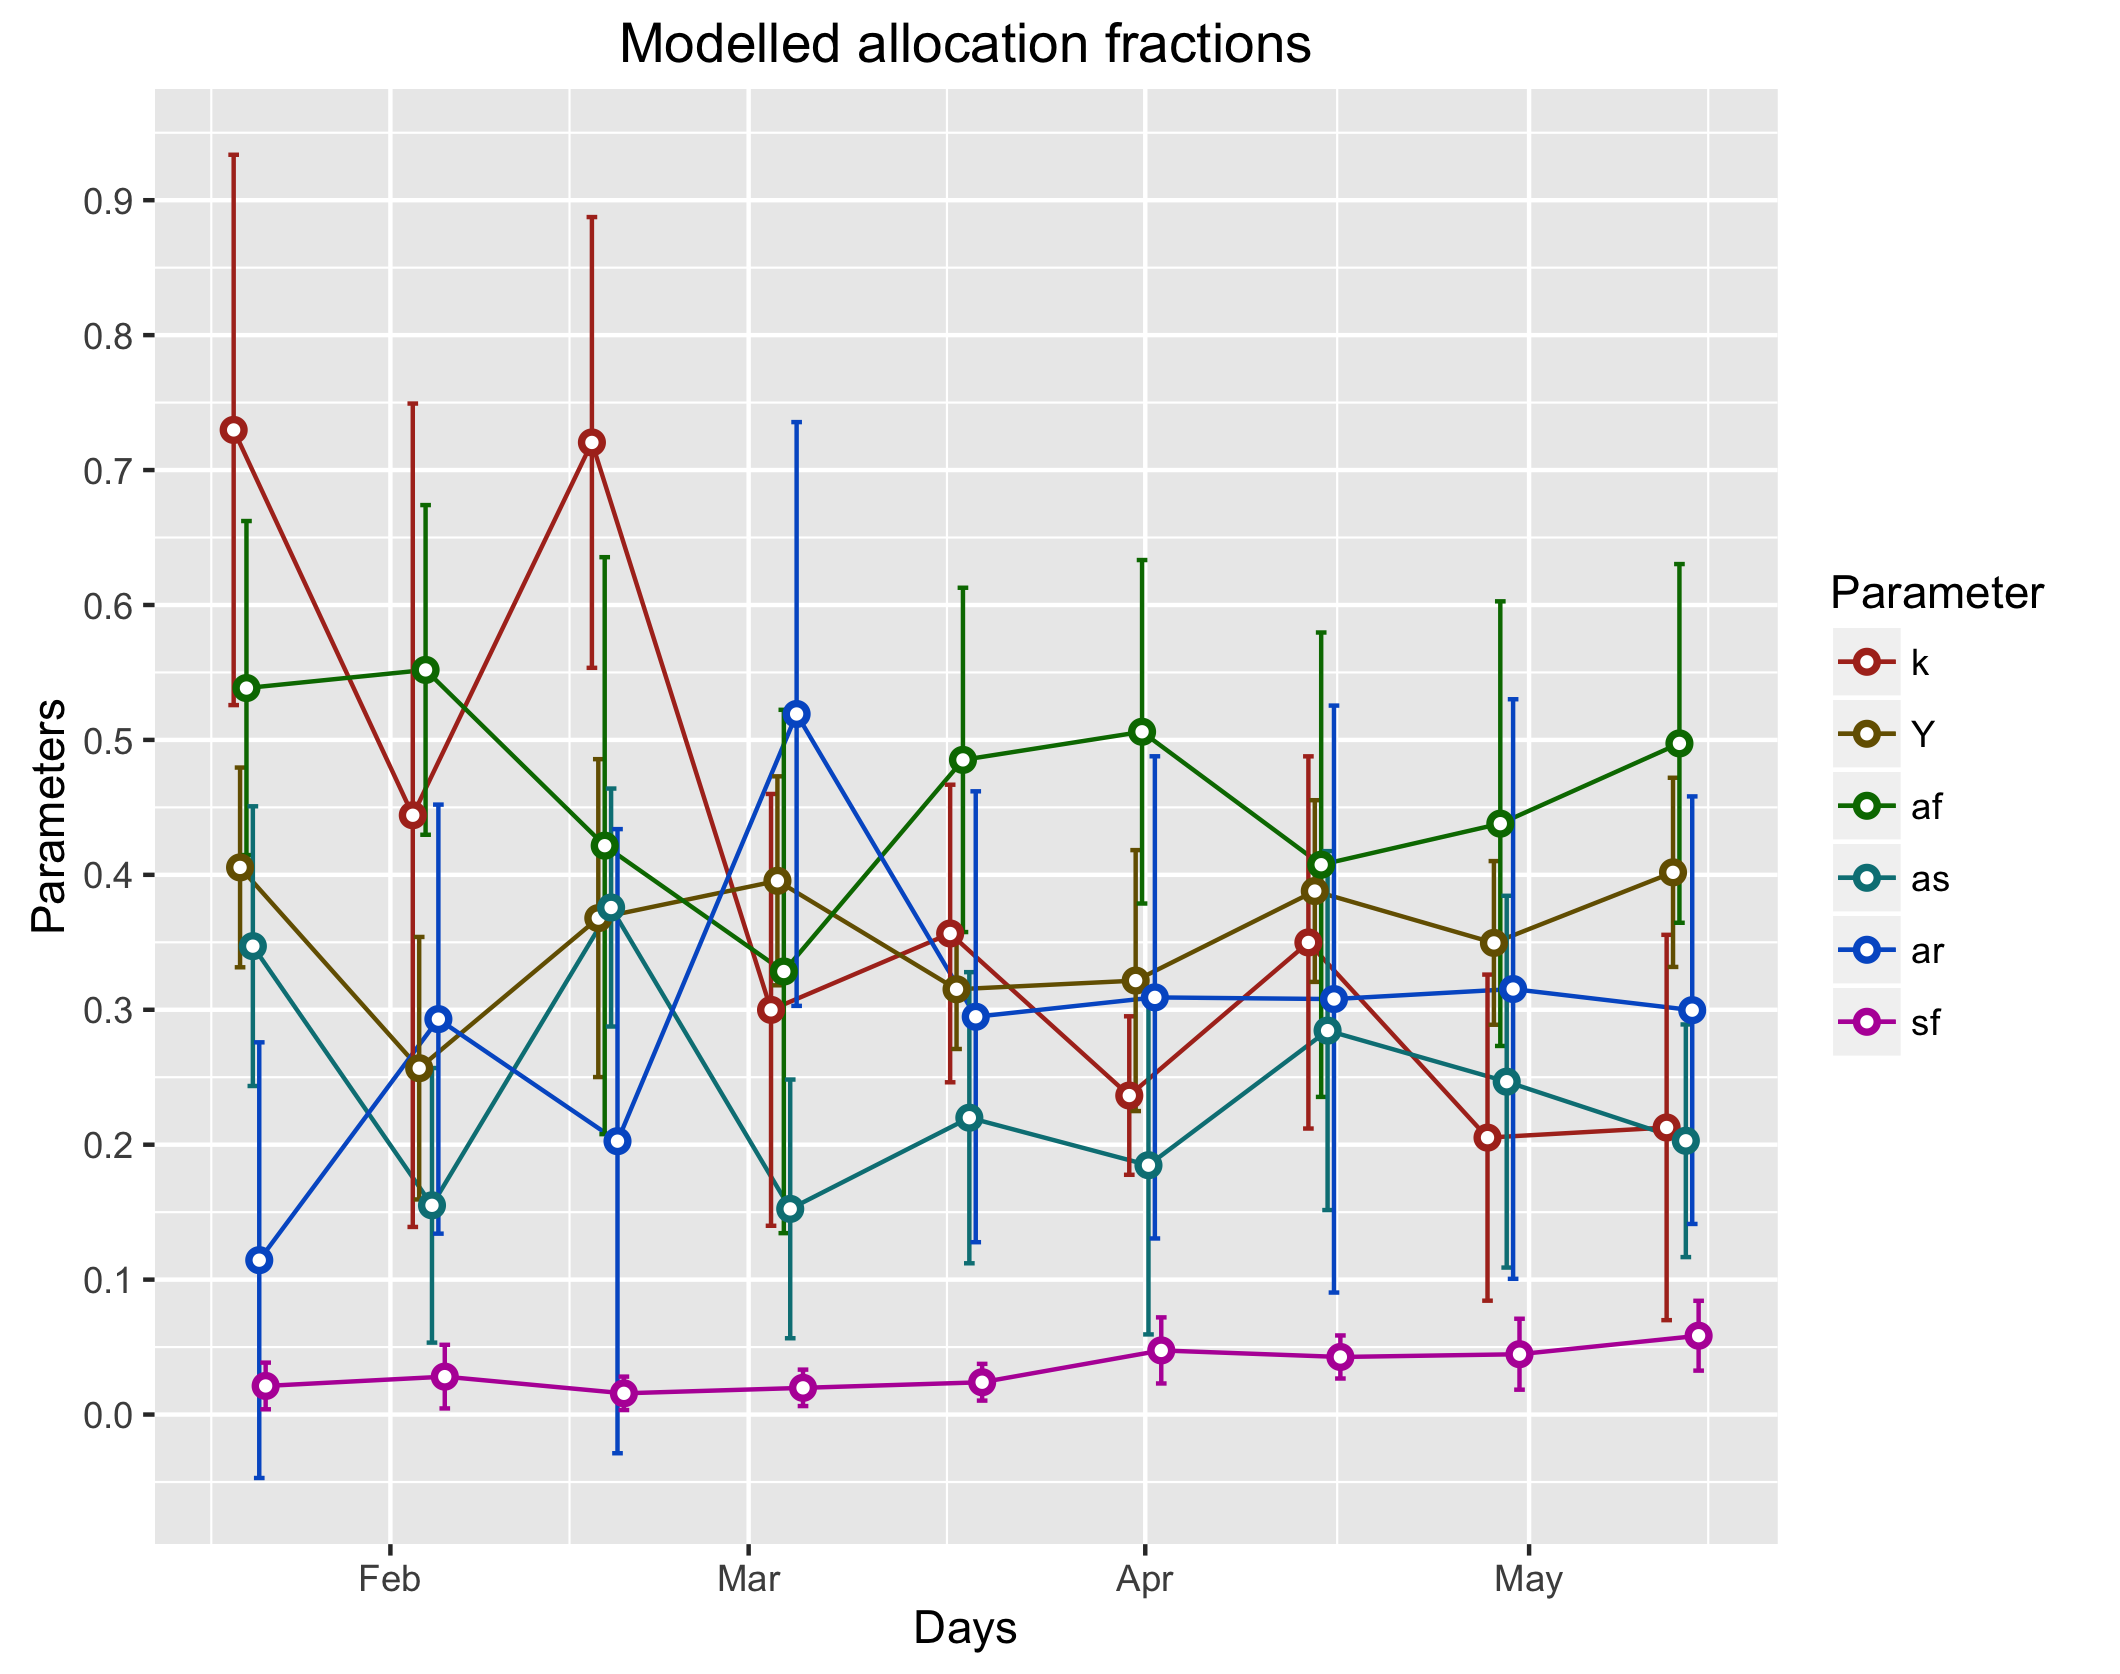 Modelled allocation fractions
Parameters
0.9
0.8
0.7
0.6
0.5
0.4
0.3
0.2
0.1
0.0
Feb Mar Apr May
Days
Parameter
k
Y
af
as
ar
sf